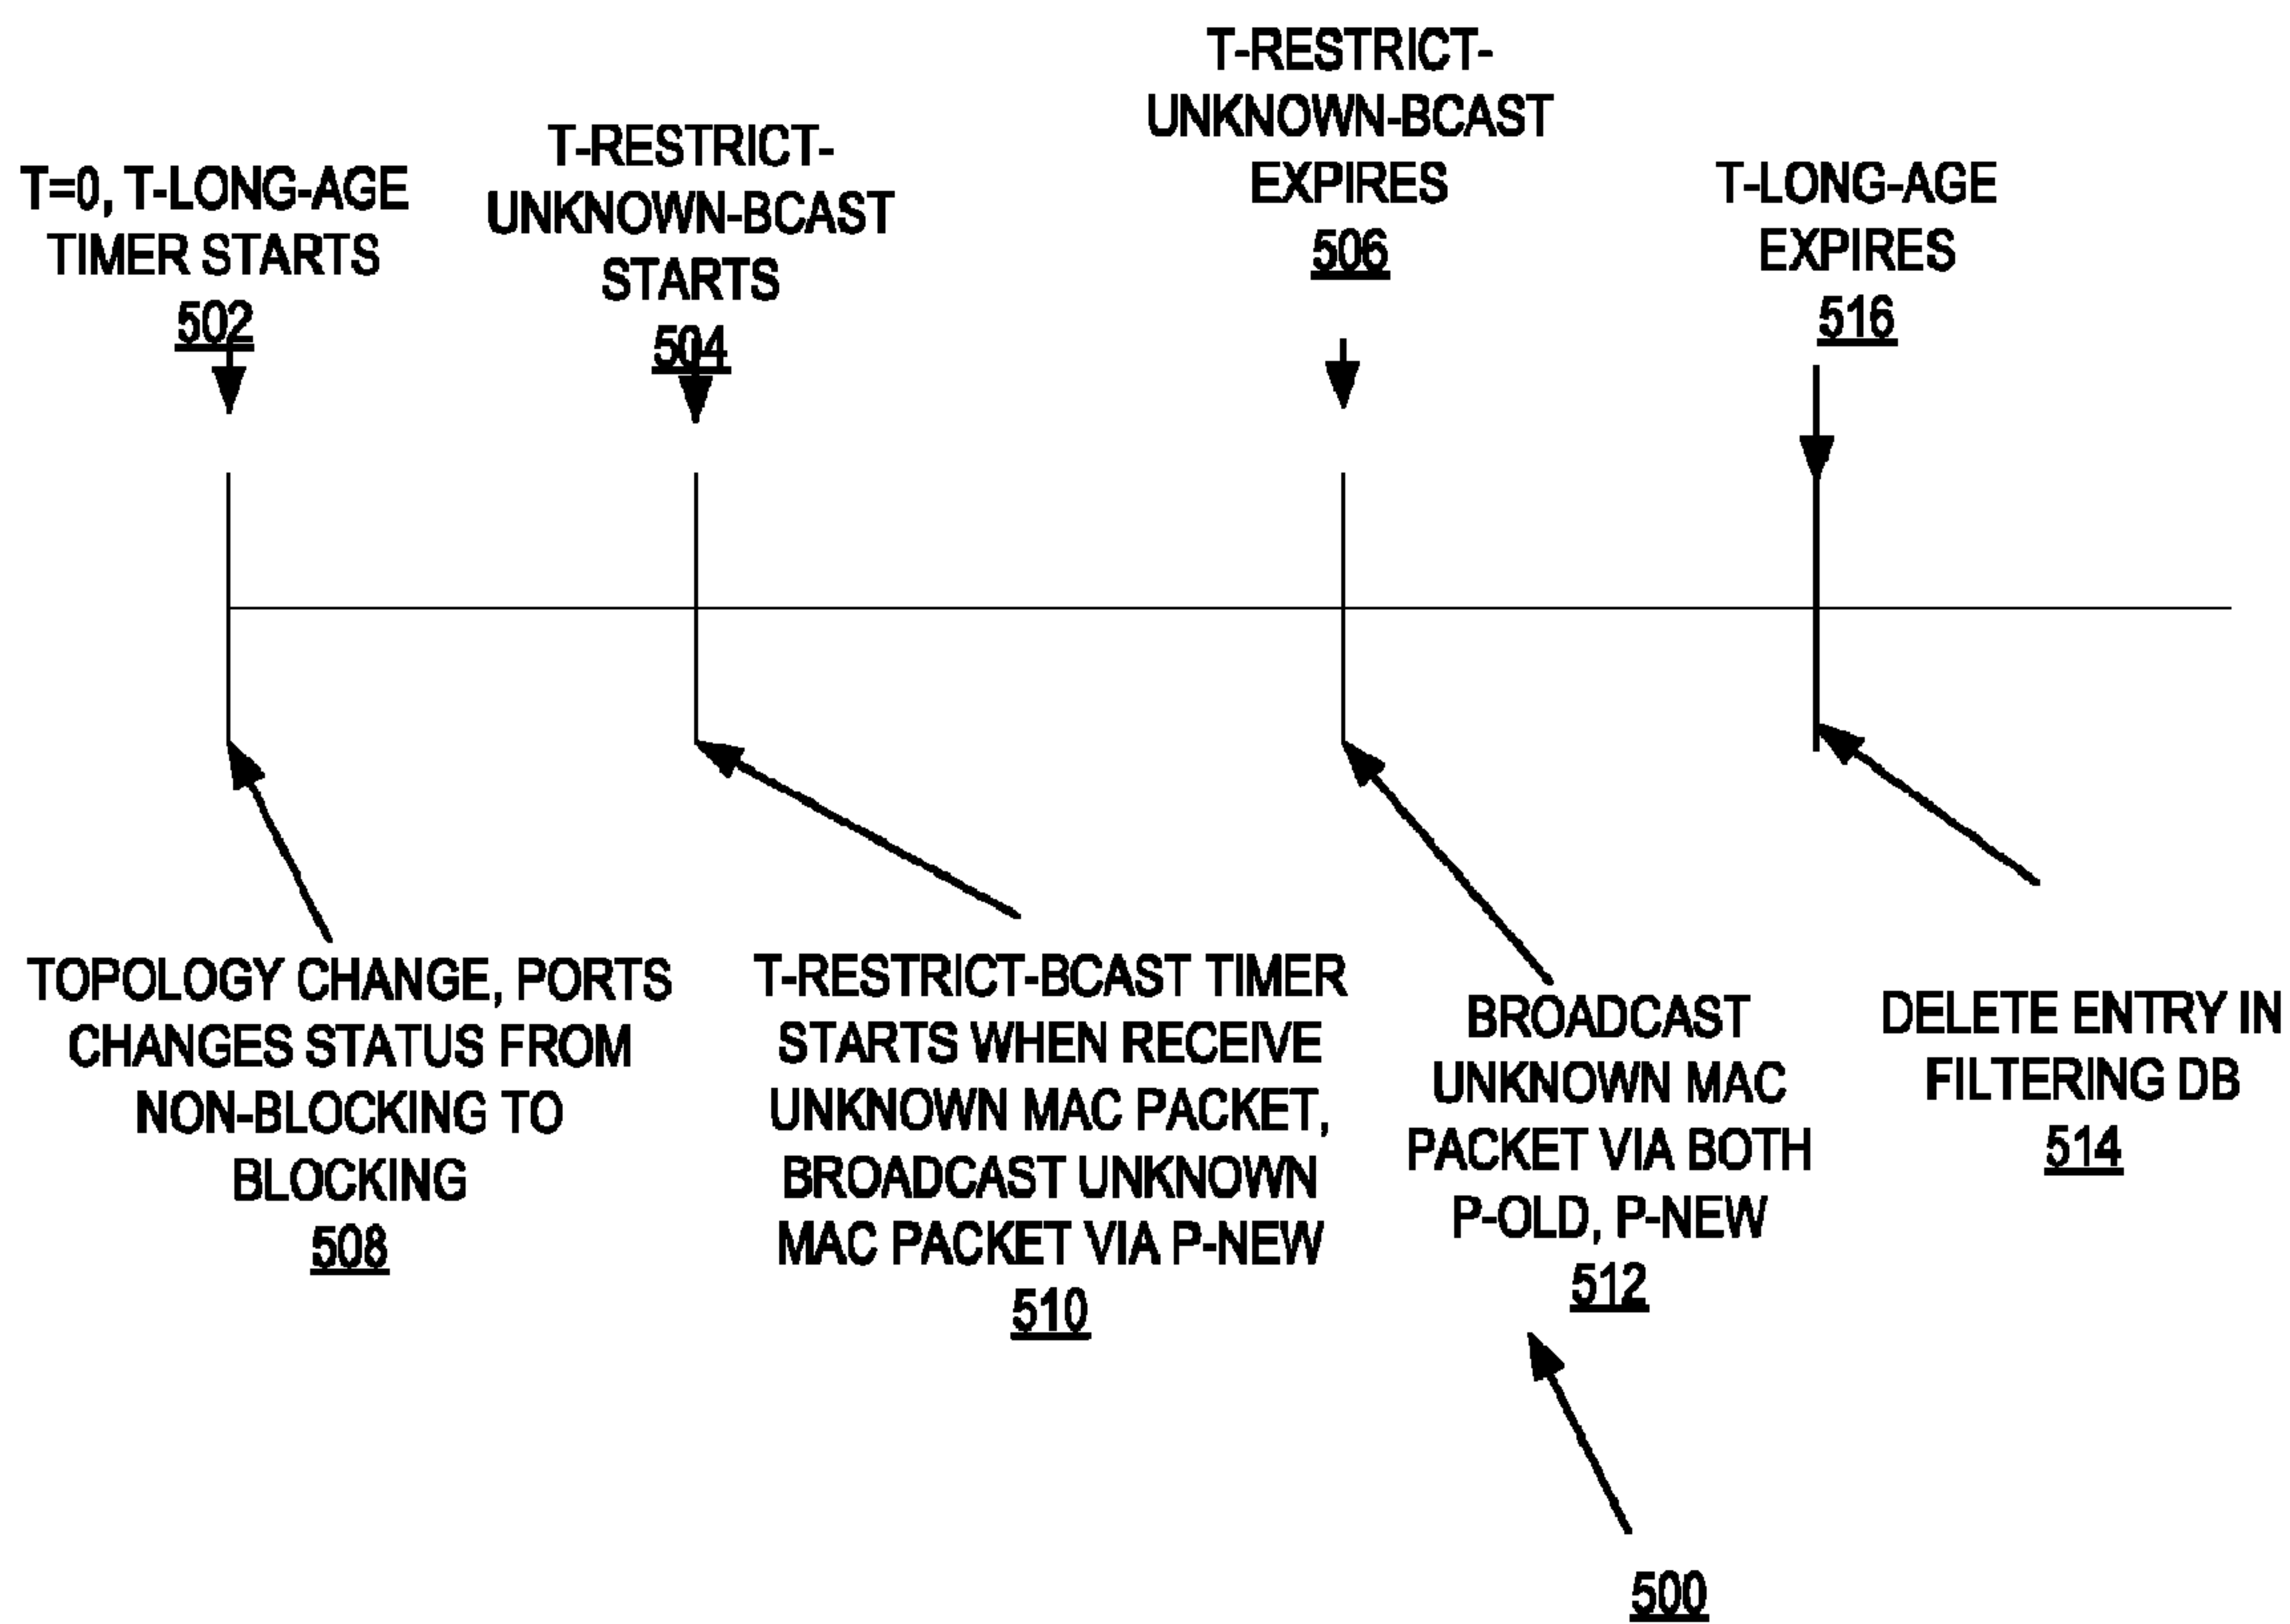 T=0, T-LONG-AGE
TIMER STARTS
502
T-RESTRICT-
UNKNOWN-BCAST
STARTS
504
T-RESTRICT-
UNKNOWN-BCAST
EXPIRES
506
T-LONG-AGE
EXPIRES
516
TOPOLOGY CHANGE, PORTS
CHANGES STATUS FROM
NON-BLOCKING TO
BLOCKING
508
T-RESTRICT-BCAST TIMER
STARTS WHEN RECEIVE
UNKNOWN MAC PACKET,
BROADCAST UNKNOWN
MAC PACKET VIA P-NEW
510
BROADCAST
UNKNOWN MAC
PACKET VIA BOTH
P-OLD, P-NEW
512
DELETE ENTRY IN
FILTERING DB
514
500